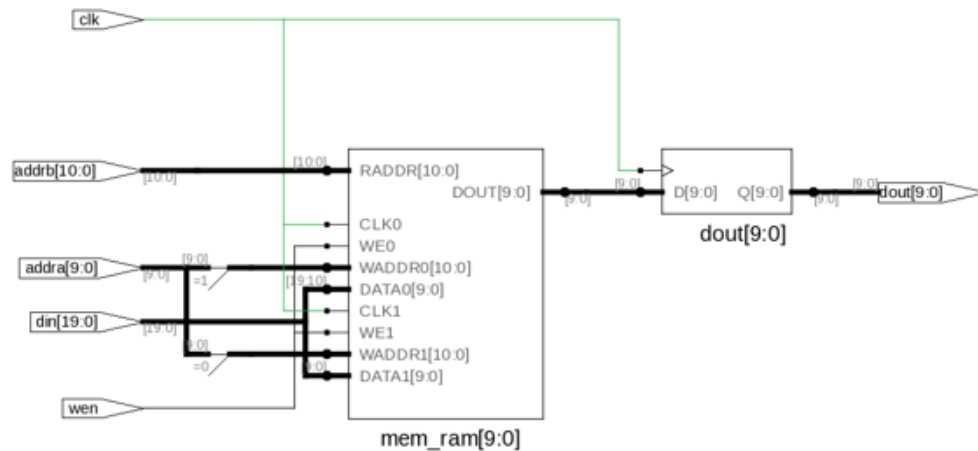 clk
addrb[10:0]
[10:0]
[10:0]
RADDR[10:0]
DOUT[9:0]
[9:0]
[9:0]
D[9:0]
Q[9:0]
[9:0]
[9:0]
dout[9:0]
dout[9:0]
CLK0
WE0
addra[9:0]
[9:0]
[9:0]
=1
WADDR0[10:0]
[19:10]
DATA0[9:0]
CLK1
din[19:0]
[19:0]
WE1
[9:0]
=0
WADDR1[10:0]
[9:0]
DATA1[9:0]
wen
mem_ram[9:0]